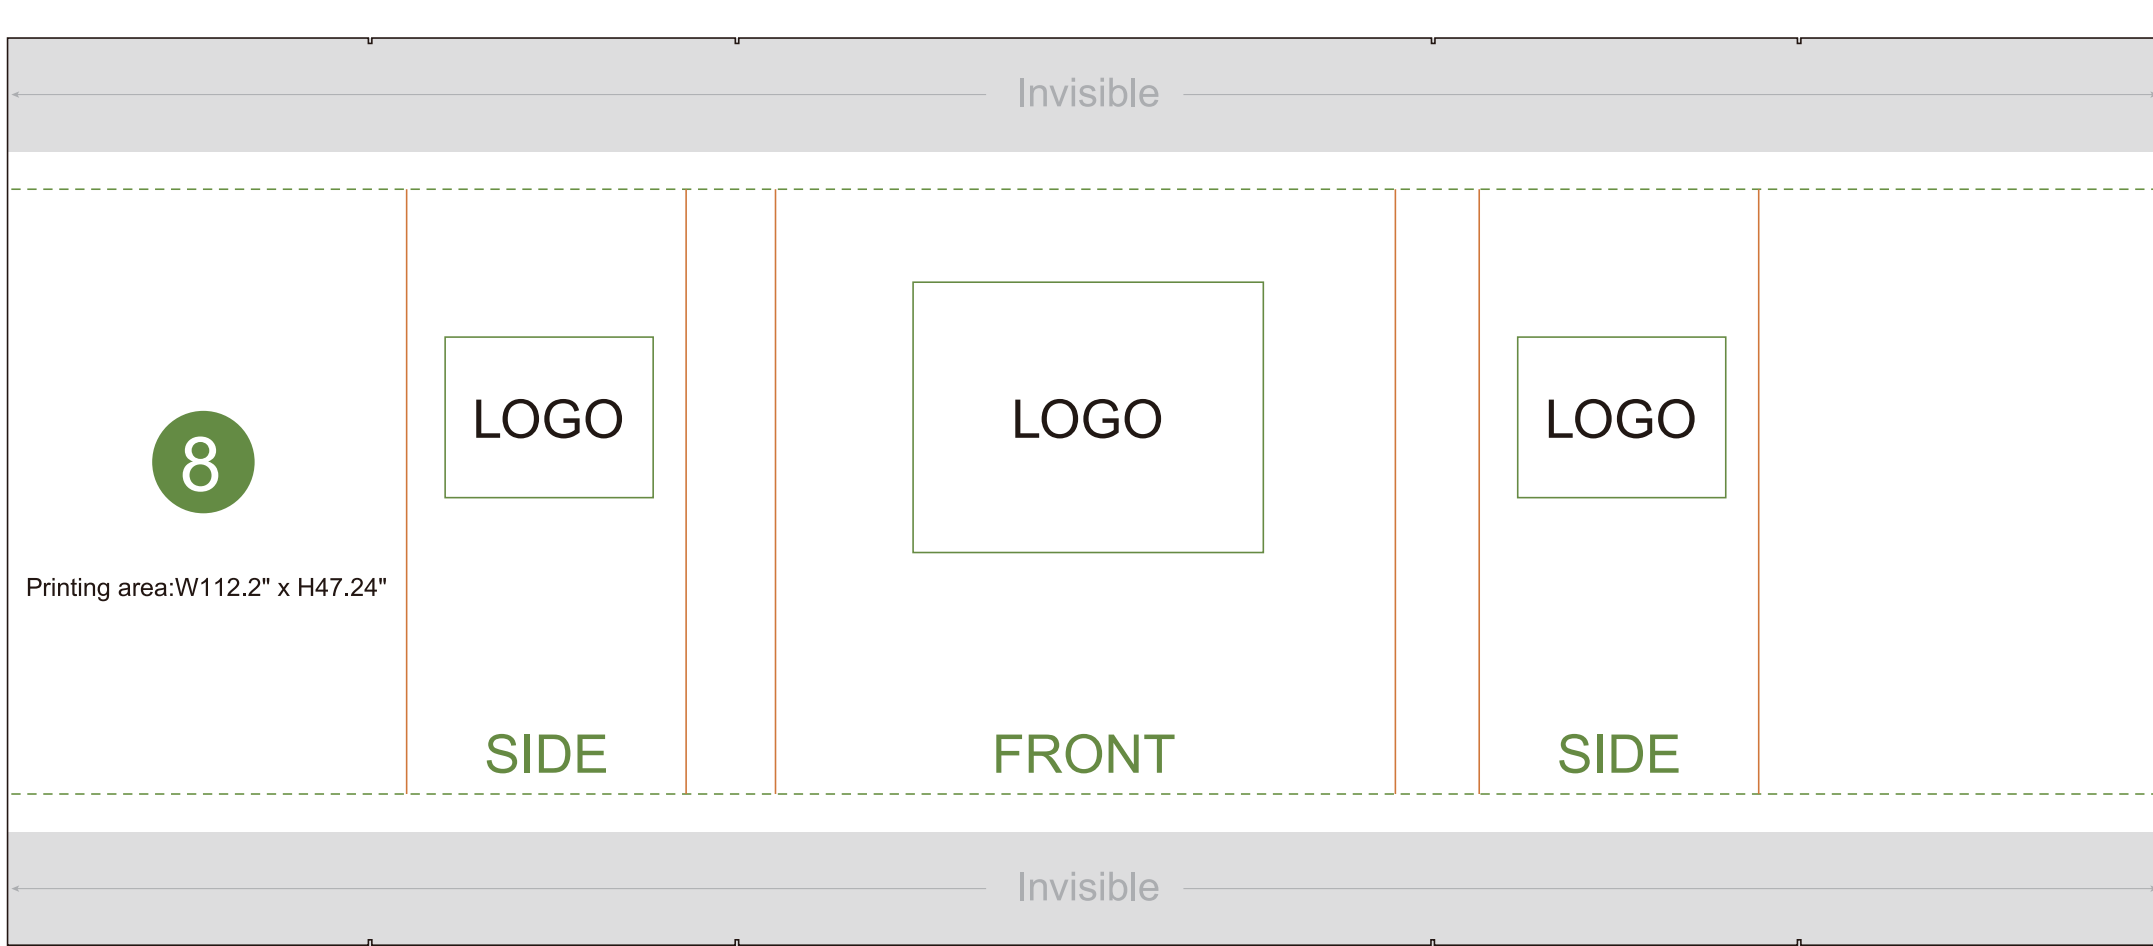 Invisible
LOGO
LOGO
LOGO
8
Printing area:W112.2" x H47.24"
SIDE
FRONT
SIDE
Invisible